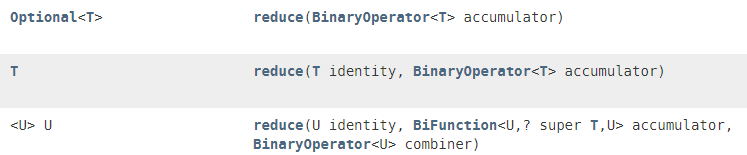 Optional<T> reduce(BinaryOperator<T> accumulator)
T reduce(T identity, BinaryOperator<T> accumulator)
<U> U reduce(U identity, BiFunction<U,? super T,U> accumulator,
BinaryOperator<U> combiner)